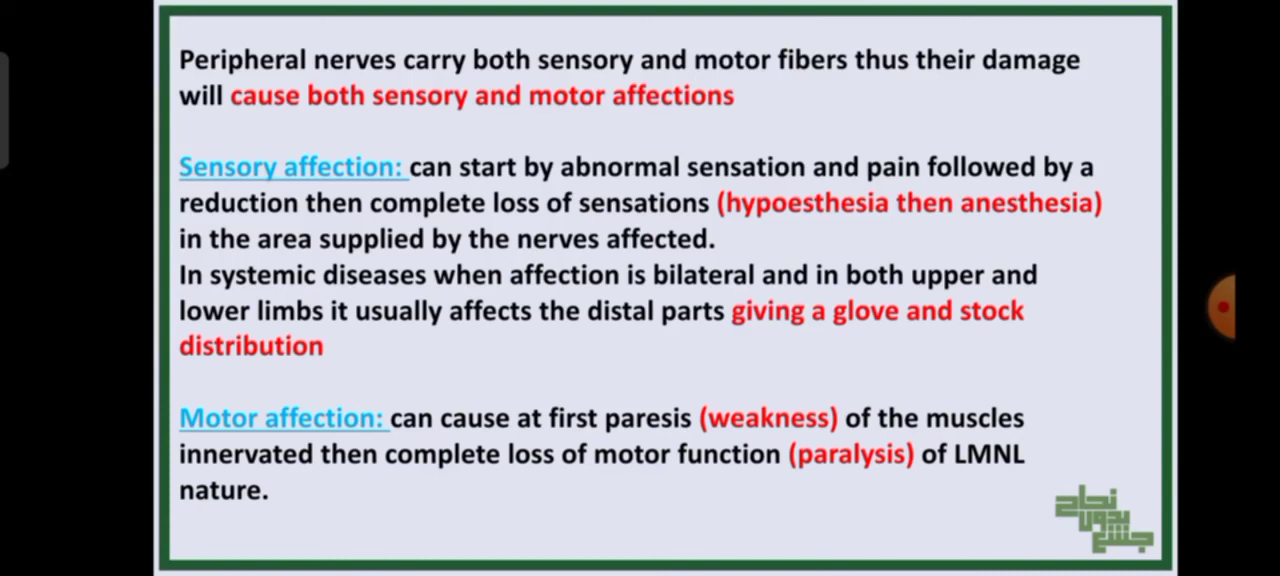 Peripheral nerves carry both sensory and motor fibers thus their damage
will cause both sensory and motor affections
Sensory affection: can start by abnormal sensation and pain followed by a
reduction then complete loss of sensations (hypoesthesia then anesthesia)
in the area supplied by the nerves affected.
In systemic diseases when affection is bilateral and in both upper and
lower limbs it usually affects the distal parts giving a glove and stock
distribution
Motor affection: can cause at first paresis (weakness) of the muscles
innervated then complete loss of motor function (paralysis) of LMNL
nature.
نجاح
بدون
جشع